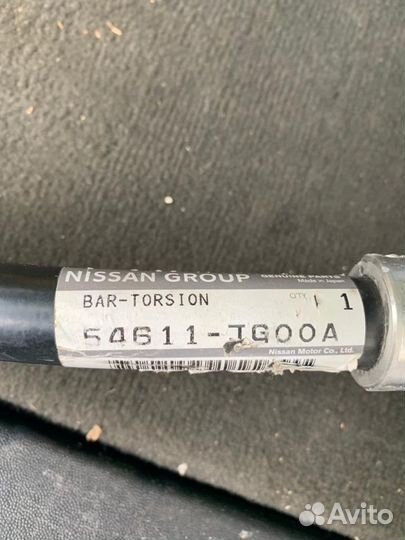 NISSAN GROUP GENUINE PARTS
Made in Japan
BAR-TORSION QTY 1
54611-JG00A
Nissan Motor Co., Ltd.
Avito